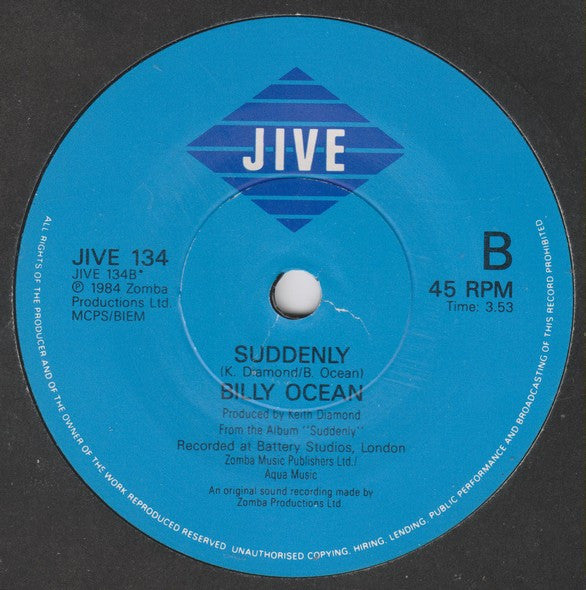 JIVE
JIVE 134
JIVE 134B*
℗ 1984 Zomba
Productions Ltd.
MCPS/BIEM
B
45 RPM
Time: 3.53
SUDDENLY
(K. Diamond/B. Ocean)
BILLY OCEAN
Produced by Keith Diamond
From the Album "Suddenly"
Recorded at Battery Studios, London
Zomba Music Publishers Ltd./
Aqua Music
An original sound recording made by
Zomba Productions Ltd
ALL RIGHTS OF THE PRODUCER AND OF THE OWNER OF THE WORK REPRODUCED RESERVED UNAUTHORISED COPYING, HIRING, LENDING, PUBLIC PERFORMANCE AND BROADCASTING OF THIS RECORD PROHIBITED.